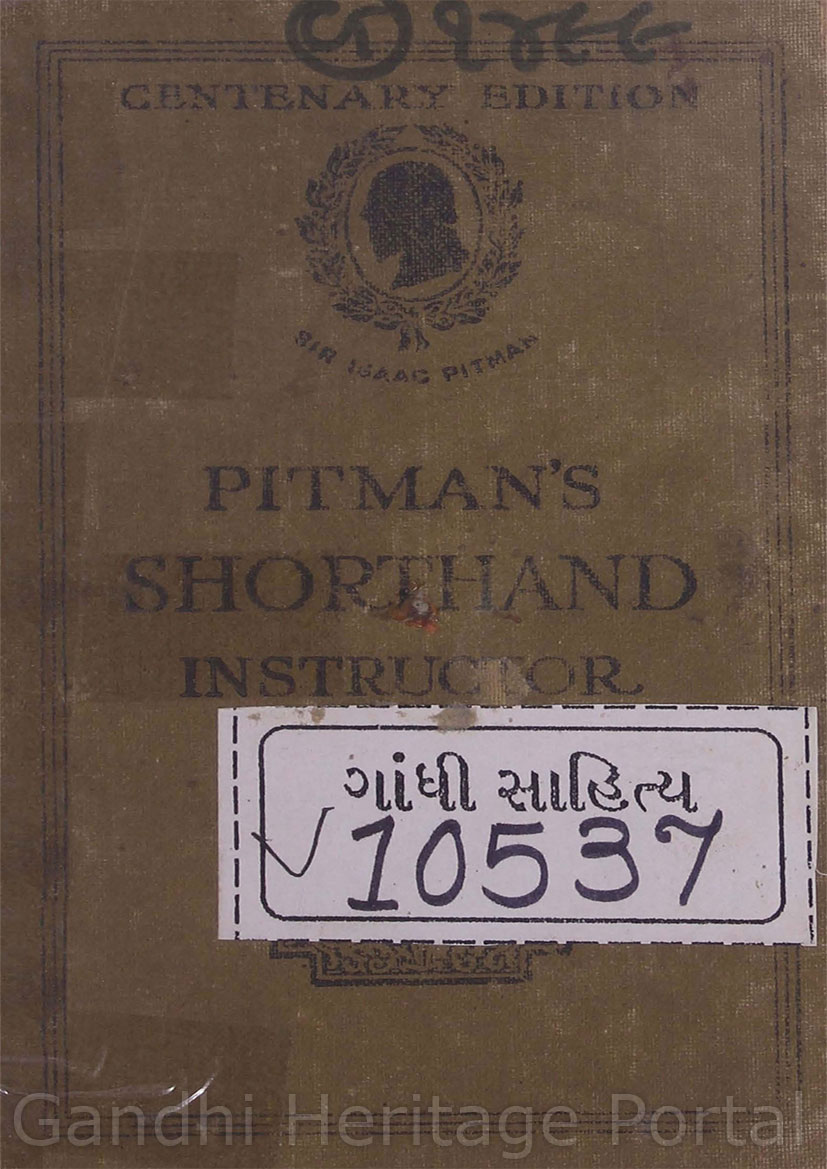 CENTENARY EDITION
SIR ISAAC PITMAN
PITMAN'S
SHORTHAND
INSTRUCTOR
ગાંધી સાહિત્ય
10537
Gandhi Heritage Portal